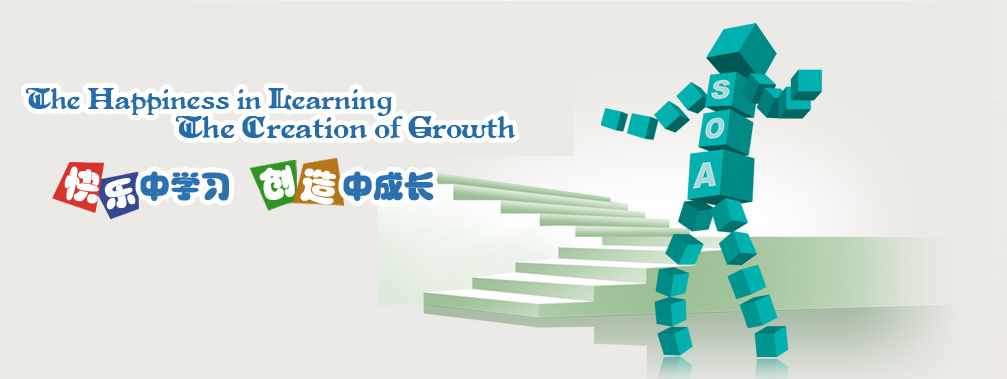 The Happiness in Learning
The Creation of Growth
快乐中学习 创造中成长
S
O
A